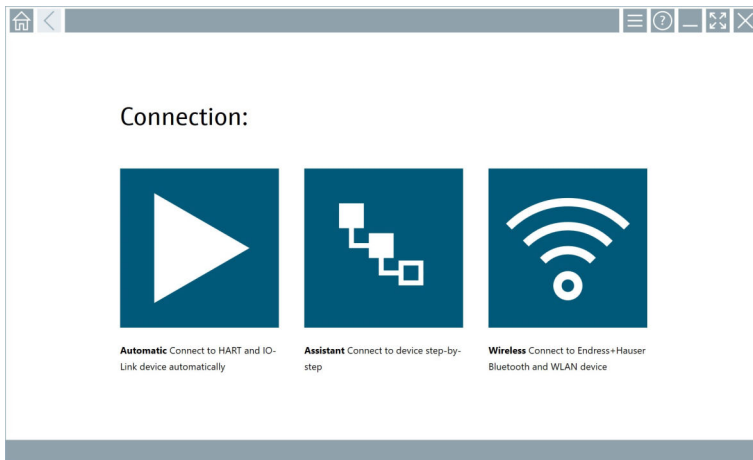 Connection:
Automatic Connect to HART and IO-
Link device automatically
Assistant Connect to device step-by-
step
Wireless Connect to Endress+Hauser
Bluetooth and WLAN device